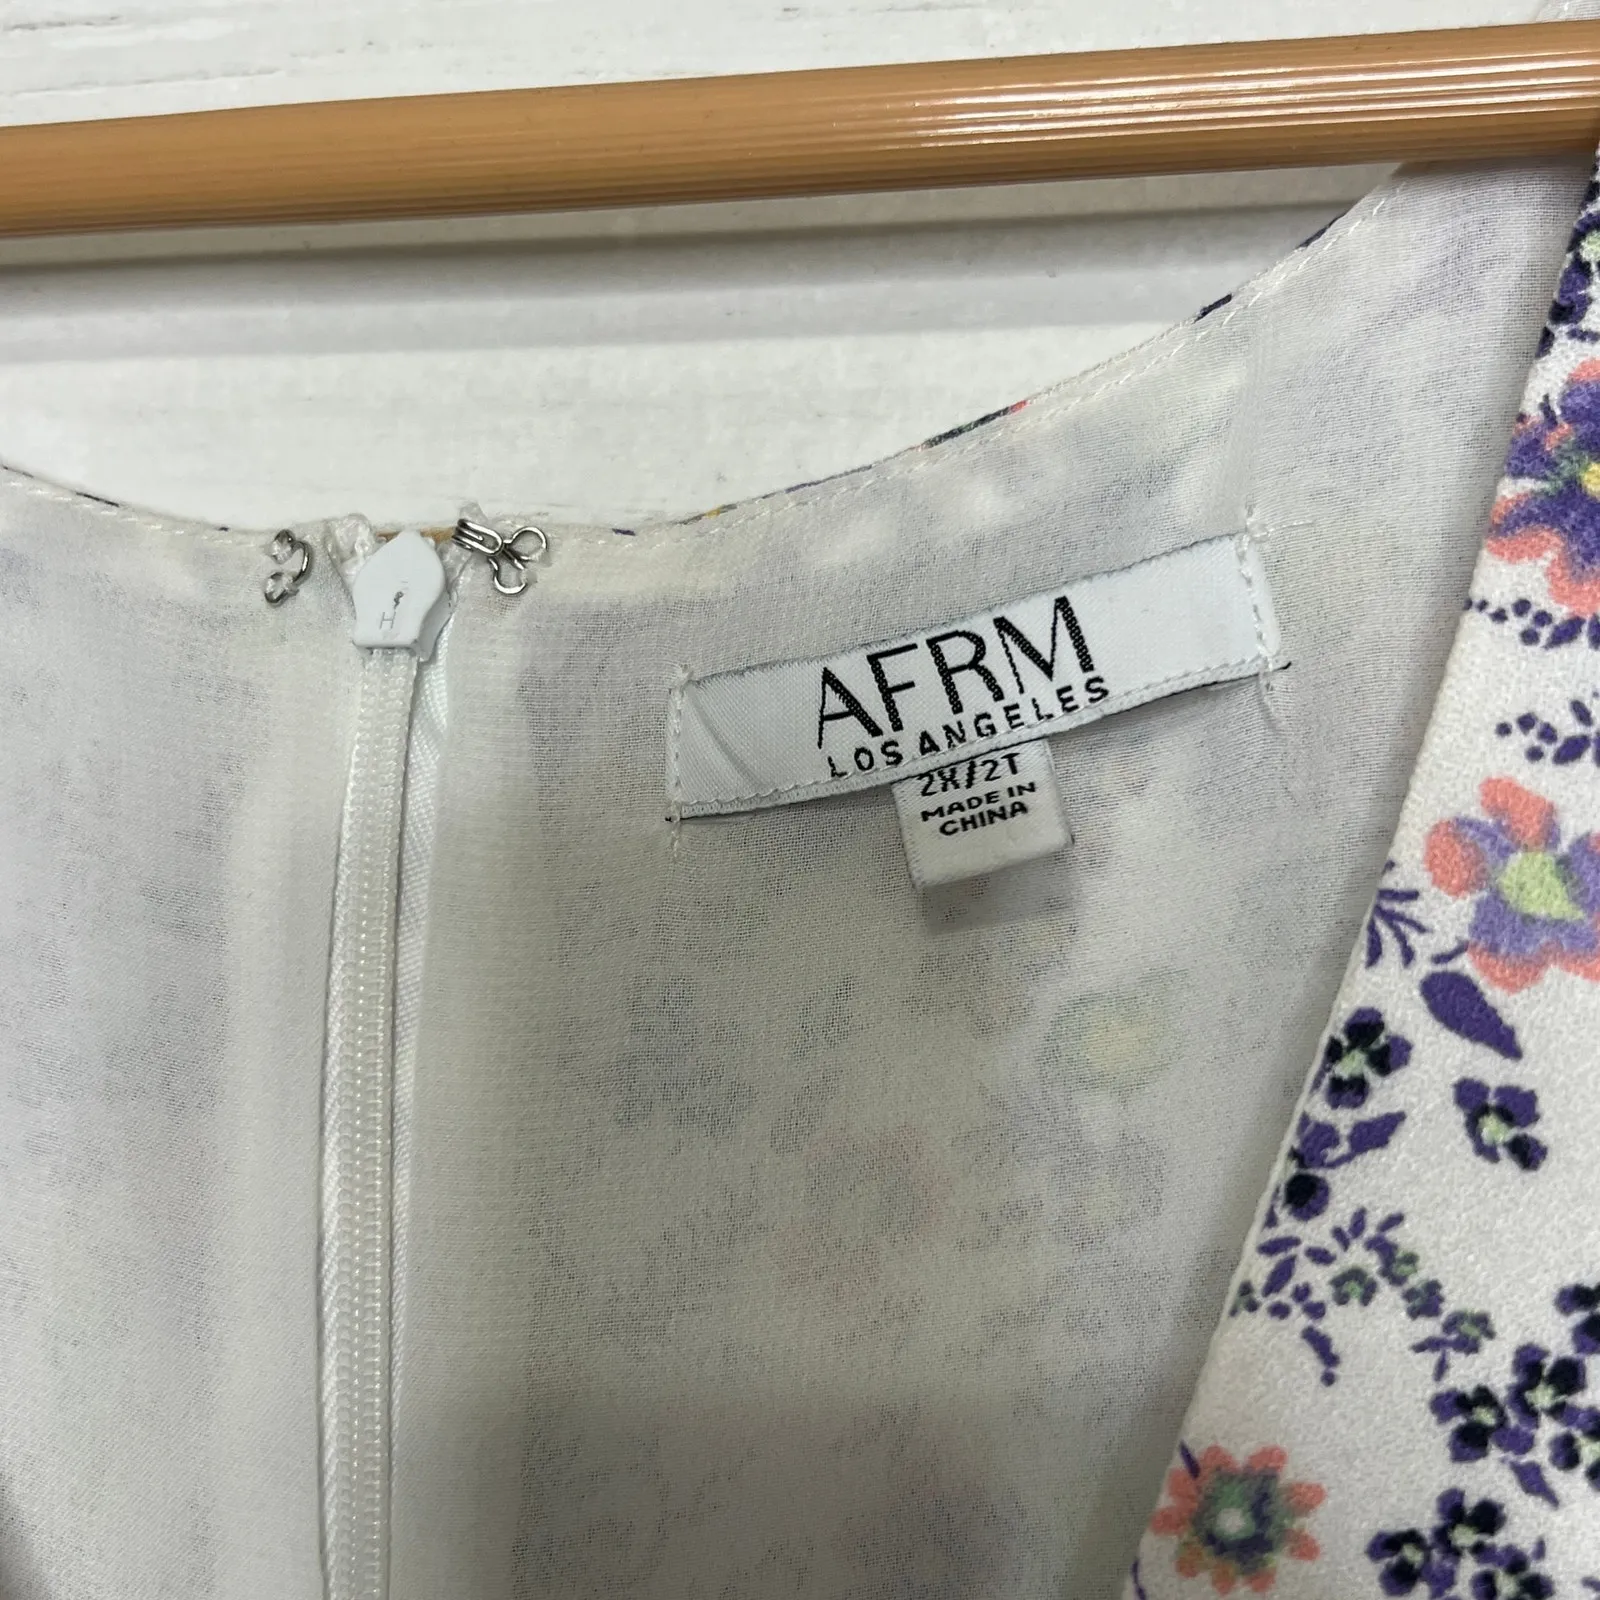 AFRM
LOS ANGELES
2X/2T
MADE IN
CHINA